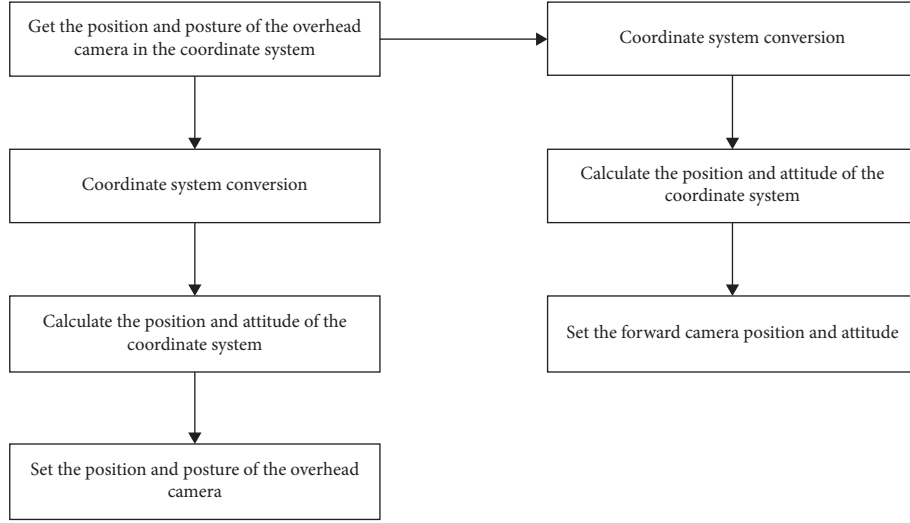 Get the position and posture of the overhead
camera in the coordinate system
Coordinate system conversion
Calculate the position and attitude of the
coordinate system
Set the position and posture of the overhead
camera
Coordinate system conversion
Calculate the position and attitude of the
coordinate system
Set the forward camera position and attitude